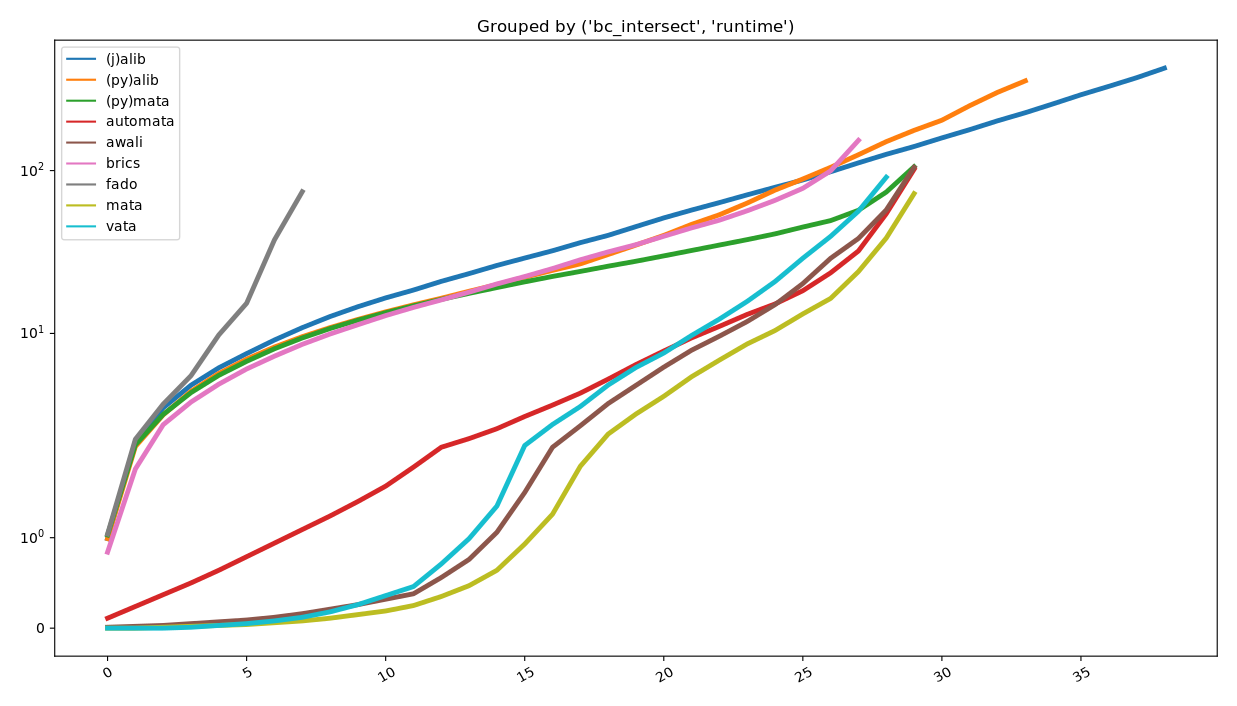 Grouped by ('bc_intersect', 'runtime')
(j)alib
(py)alib
(py)mata
automata
awali
brics
fado
mata
vata
10²
10¹
10⁰
0
0 5 10 15 20 25 30 35